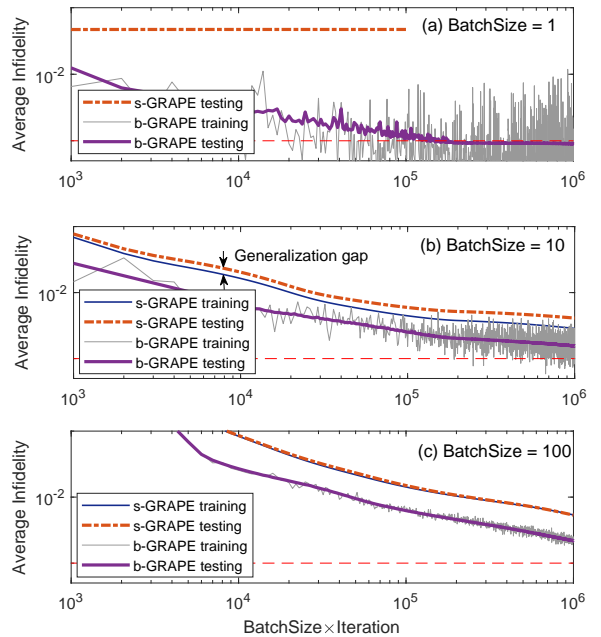 (a) BatchSize = 1
Average Infidelity
10^-2
s-GRAPE testing
b-GRAPE training
b-GRAPE testing
10^3 10^4 10^5 10^6
(b) BatchSize = 10
Generalization gap
Average Infidelity
10^-2
s-GRAPE training
s-GRAPE testing
b-GRAPE training
b-GRAPE testing
10^3 10^4 10^5 10^6
(c) BatchSize = 100
Average Infidelity
10^-2
s-GRAPE training
s-GRAPE testing
b-GRAPE training
b-GRAPE testing
10^3 10^4 10^5 10^6
BatchSize×Iteration